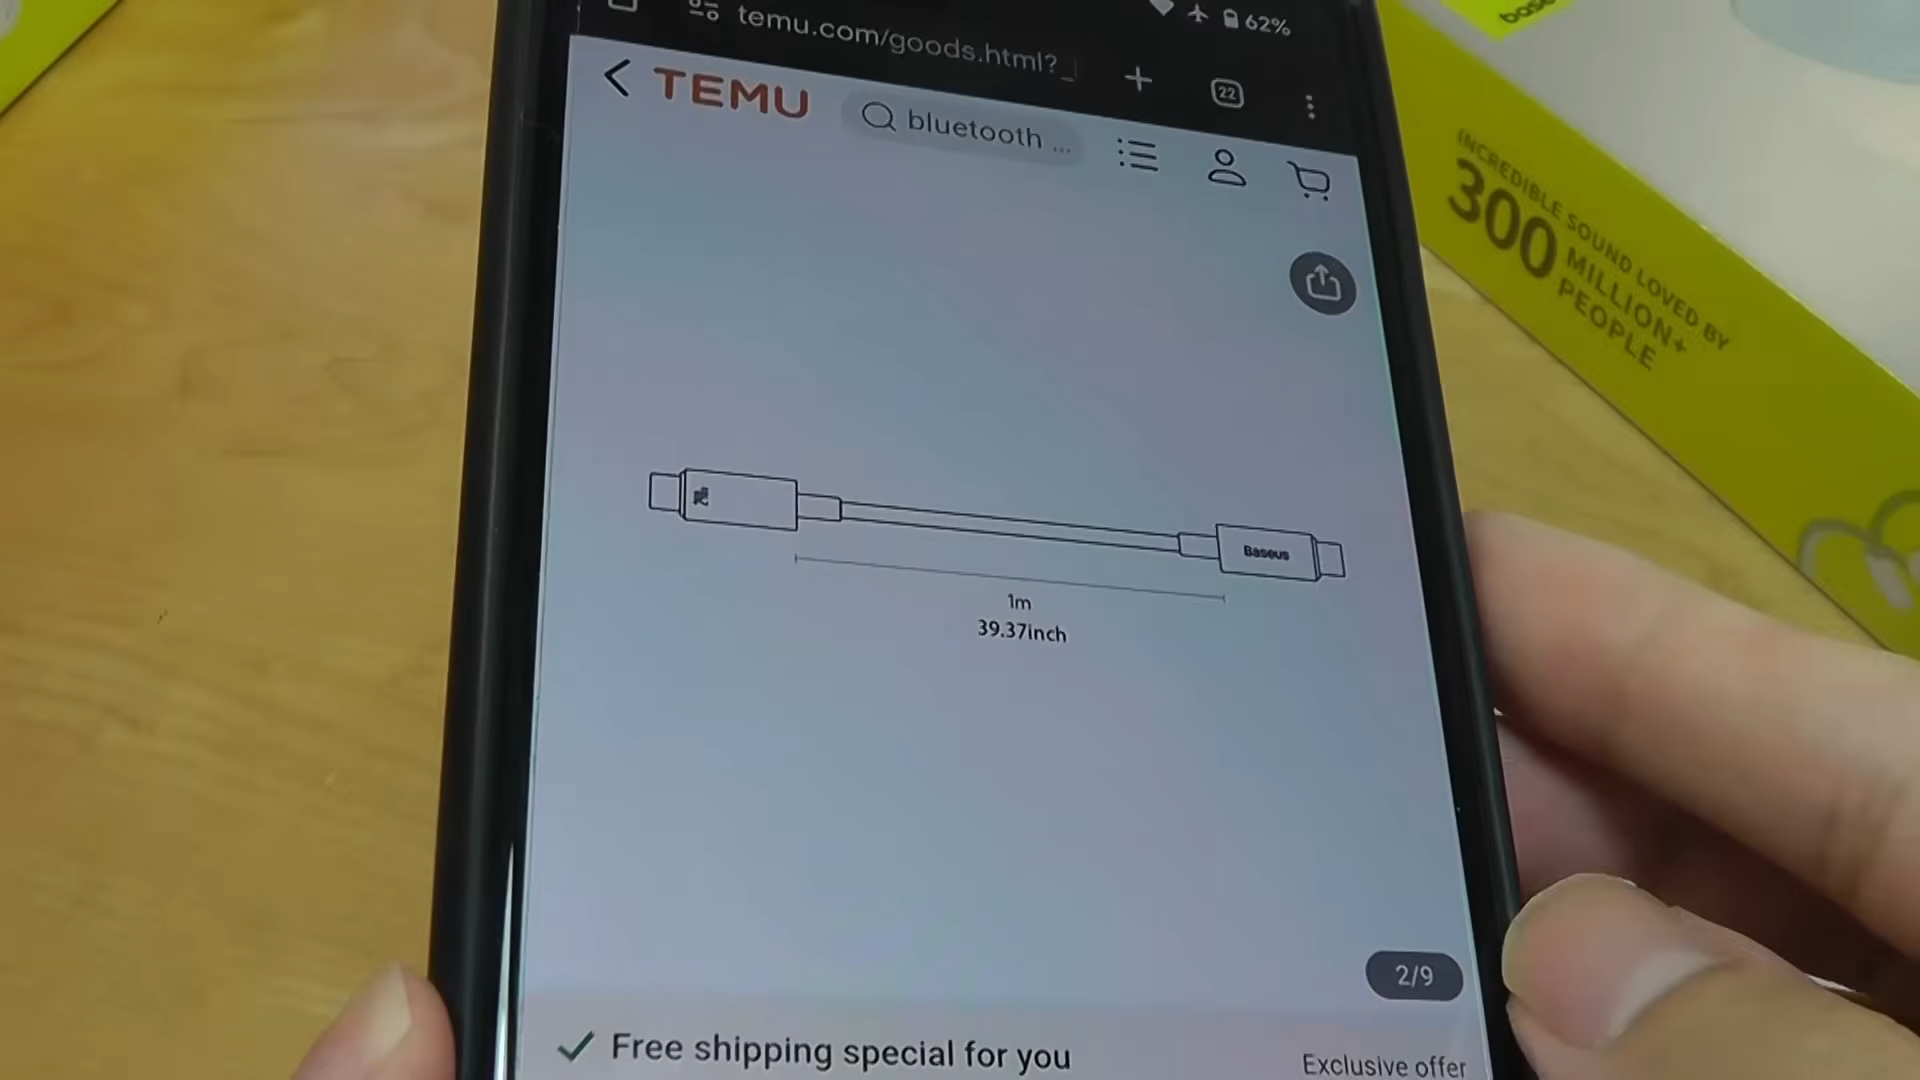 temu.com/goods.html?_
62%
22
TEMU
bluetooth ...
Baseus
1m
39.37inch
2/9
Free shipping special for you
Exclusive offer
INCREDIBLE SOUND LOVED BY
300 MILLION+
PEOPLE